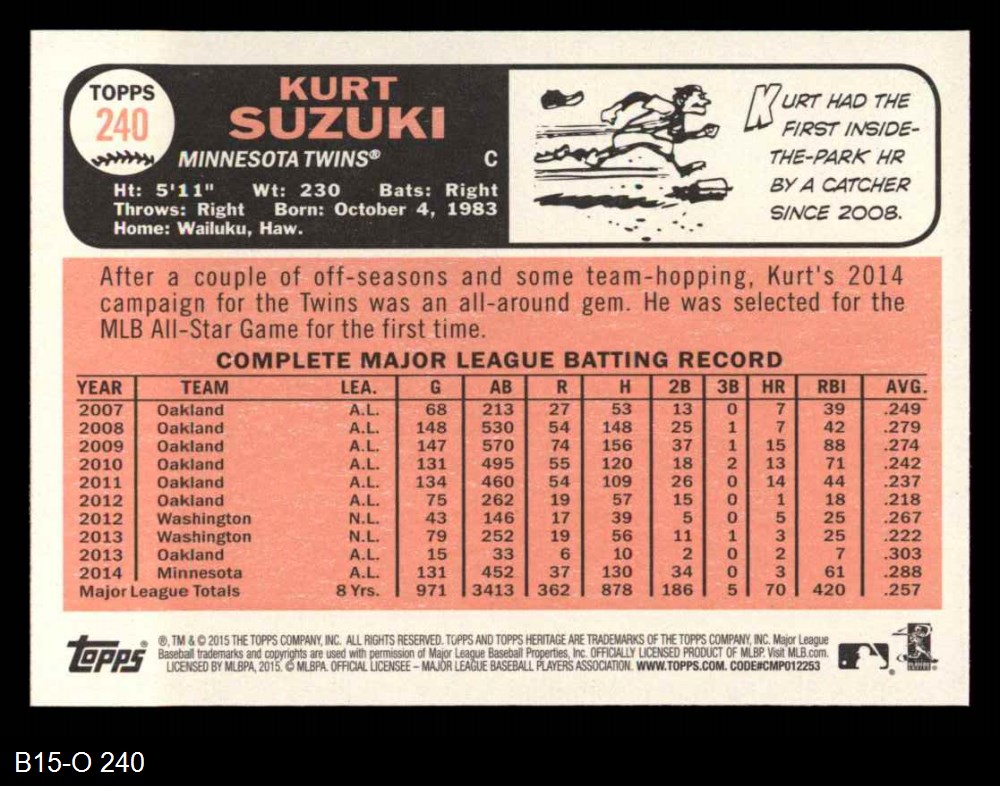 TOPPS
240
KURT
SUZUKI
MINNESOTA TWINS® C
Ht: 5'11" Wt: 230 Bats: Right
Throws: Right Born: October 4, 1983
Home: Wailuku, Haw.
KURT HAD THE
FIRST INSIDE-
THE-PARK HR
BY A CATCHER
SINCE 2008.
After a couple of off-seasons and some team-hopping, Kurt's 2014
campaign for the Twins was an all-around gem. He was selected for the
MLB All-Star Game for the first time.
COMPLETE MAJOR LEAGUE BATTING RECORD
YEAR TEAM LEA. G AB R H 2B 3B HR RBI AVG.
2007 Oakland A.L. 68 213 27 53 13 0 7 39 .249
2008 Oakland A.L. 148 530 54 148 25 1 7 42 .279
2009 Oakland A.L. 147 570 74 156 37 1 15 88 .274
2010 Oakland A.L. 131 495 55 120 18 2 13 71 .242
2011 Oakland A.L. 134 460 54 109 26 0 14 44 .237
2012 Oakland A.L. 75 262 19 57 15 0 1 18 .218
2012 Washington N.L. 43 146 17 39 5 0 5 25 .267
2013 Washington N.L. 79 252 19 56 11 1 3 25 .222
2013 Oakland A.L. 15 33 6 10 2 0 2 7 .303
2014 Minnesota A.L. 131 452 37 130 34 0 3 61 .288
Major League Totals 8 Yrs. 971 3413 362 878 186 5 70 420 .257
Topps®
®, TM & © 2015 THE TOPPS COMPANY, INC. ALL RIGHTS RESERVED. TOPPS AND TOPPS HERITAGE ARE TRADEMARKS OF THE TOPPS COMPANY, INC. Major League
Baseball trademarks and copyrights are used with permission of Major League Baseball Properties, Inc. OFFICIALLY LICENSED PRODUCT OF MLBP. Visit MLB.com.
LICENSED BY MLBPA, 2015. © MLBPA. OFFICIAL LICENSEE – MAJOR LEAGUE BASEBALL PLAYERS ASSOCIATION. WWW.TOPPS.COM. CODE#CMP012253
B15-O 240